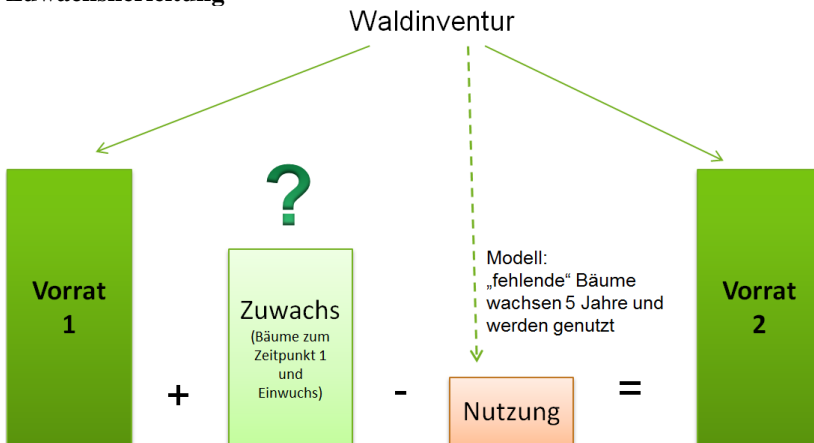 Zuwachsherleitung
Waldinventur
?
Vorrat
1
+
Zuwachs
(Bäume zum
Zeitpunkt 1
und
Einwuchs)
-
Modell:
„fehlende“ Bäume
wachsen 5 Jahre und
werden genutzt
Nutzung
=
Vorrat
2